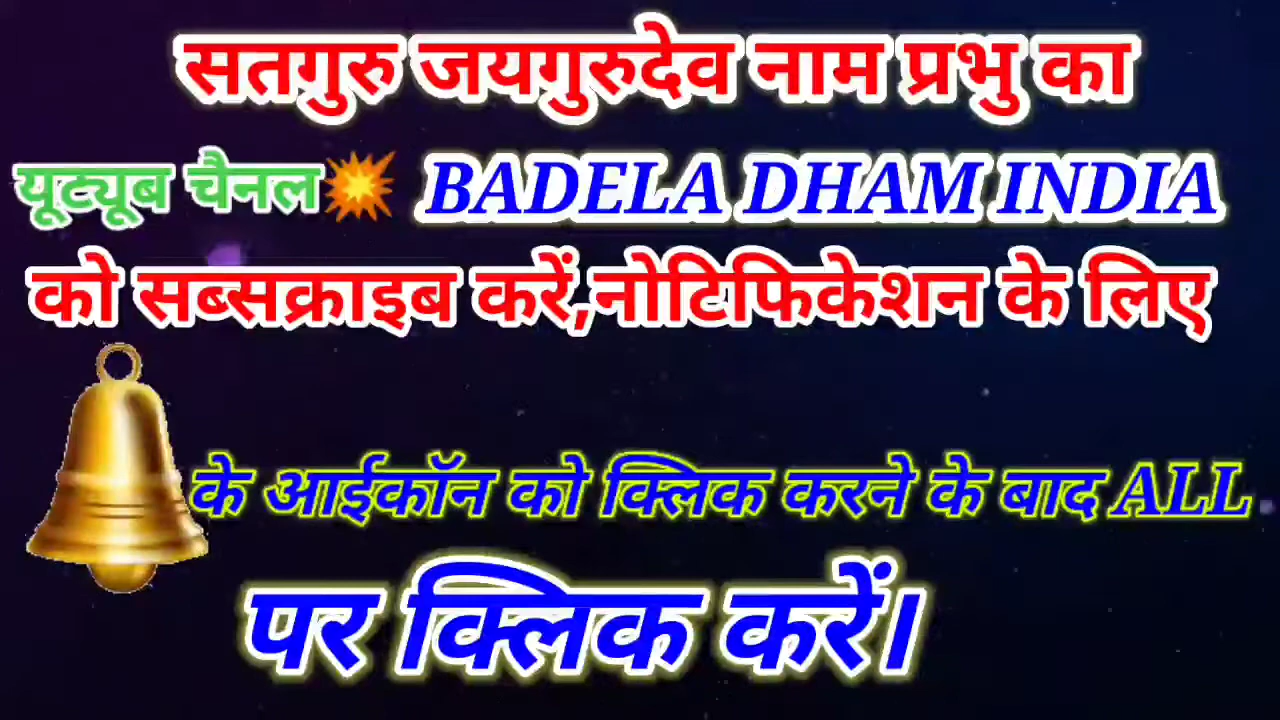 सतगुरु जयगुरुदेव नाम प्रभु का
यूट्यूब चैनल💥 BADELA DHAM INDIA
को सब्सक्राइब करें,नोटिफिकेशन के लिए
के आईकॉन को क्लिक करने के बाद ALL
पर क्लिक करें।